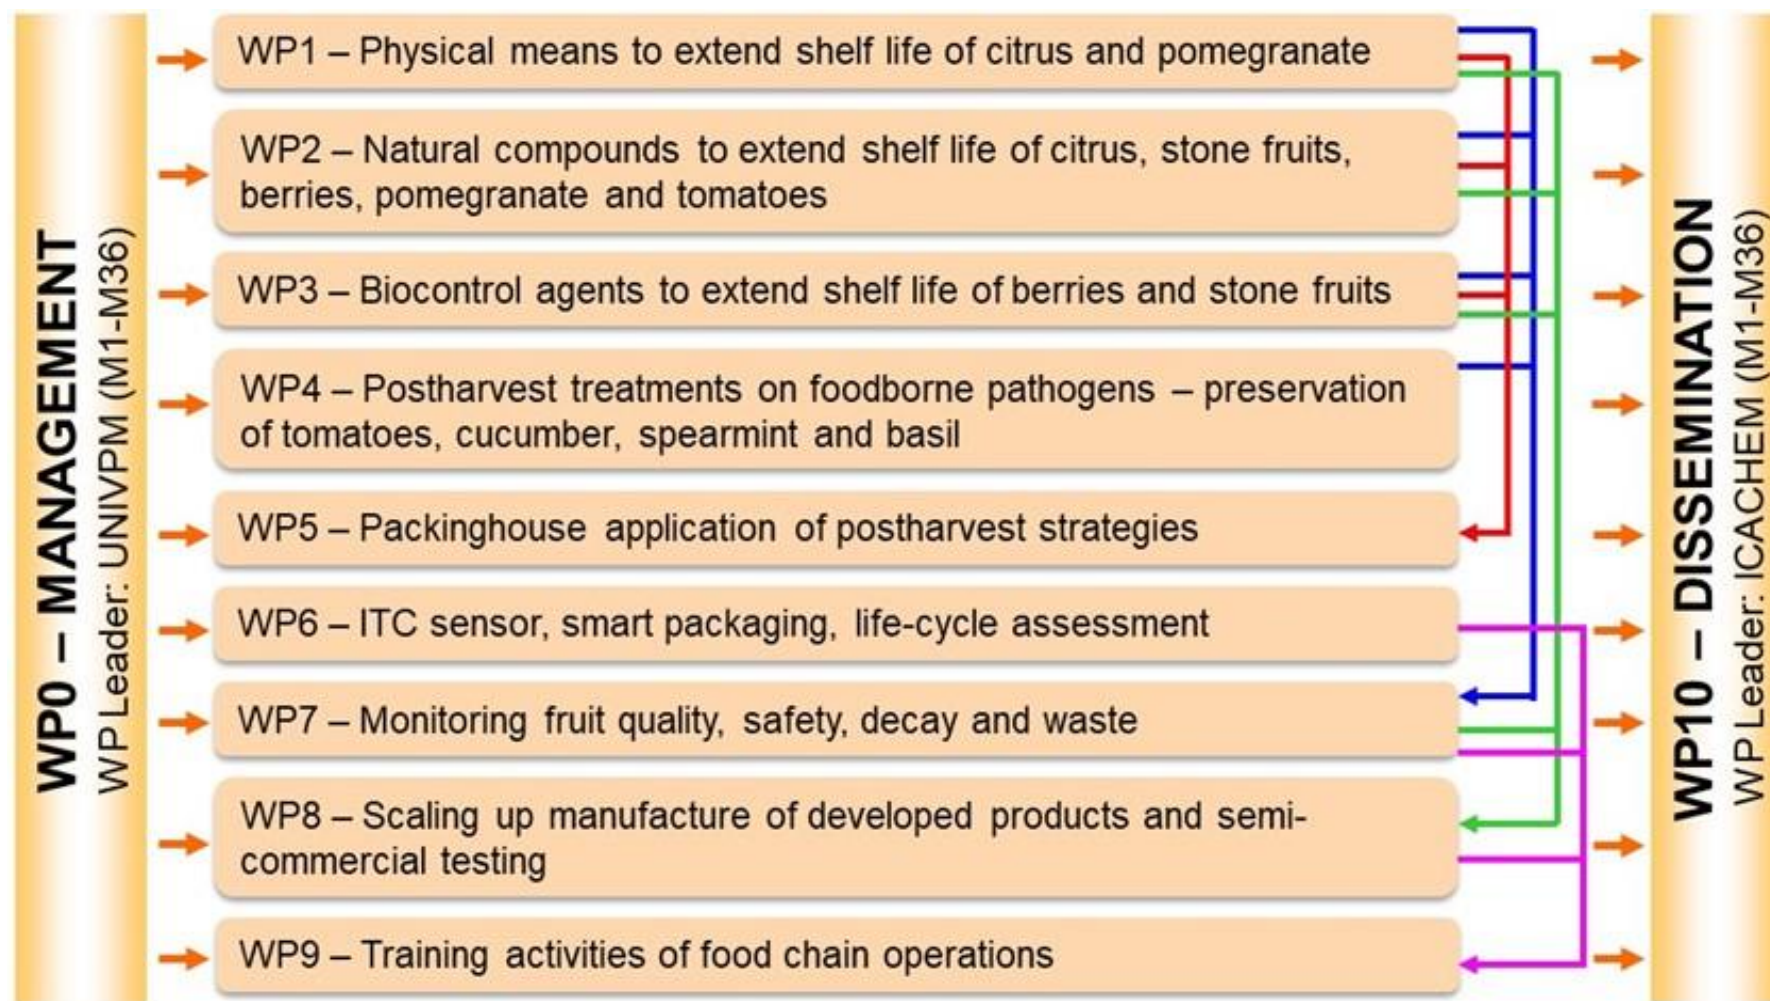 WP0 – MANAGEMENT
WP Leader: UNIVPM (M1-M36)
WP1 – Physical means to extend shelf life of citrus and pomegranate
WP2 – Natural compounds to extend shelf life of citrus, stone fruits,
berries, pomegranate and tomatoes
WP3 – Biocontrol agents to extend shelf life of berries and stone fruits
WP4 – Postharvest treatments on foodborne pathogens – preservation
of tomatoes, cucumber, spearmint and basil
WP5 – Packinghouse application of postharvest strategies
WP6 – ITC sensor, smart packaging, life-cycle assessment
WP7 – Monitoring fruit quality, safety, decay and waste
WP8 – Scaling up manufacture of developed products and semi-
commercial testing
WP9 – Training activities of food chain operations
WP10 – DISSEMINATION
WP Leader: ICACHEM (M1-M36)